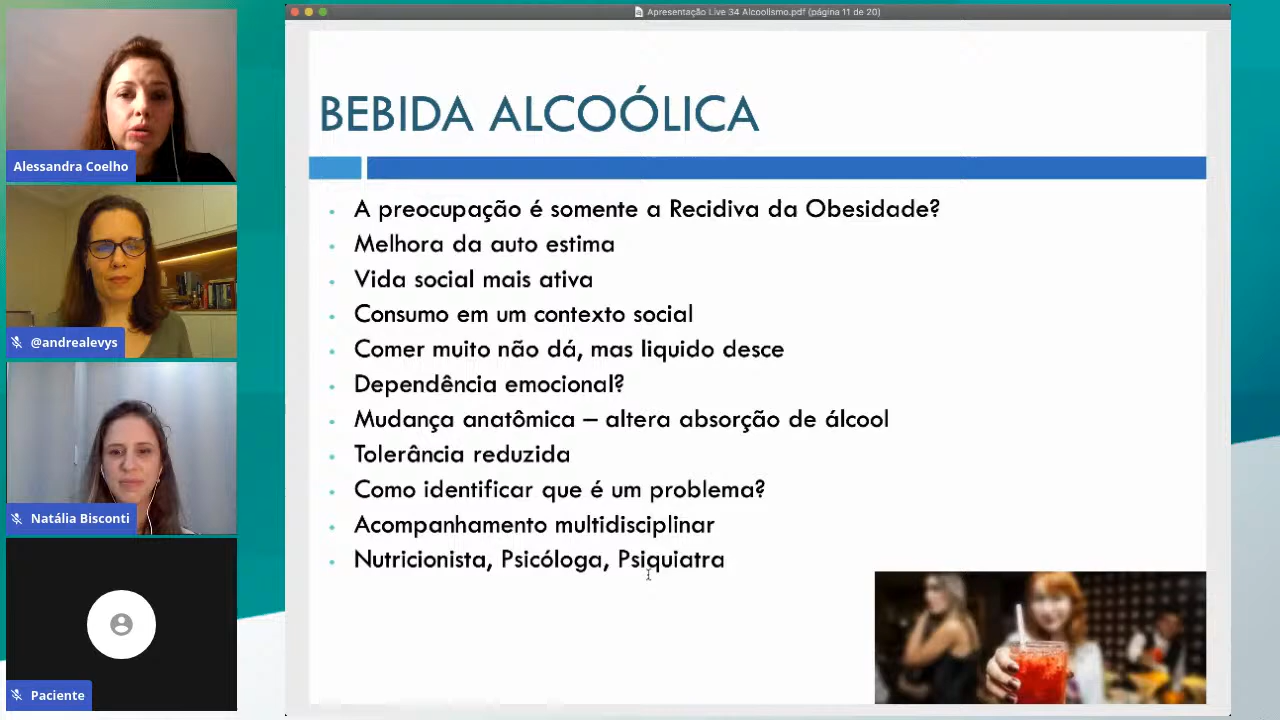 Apresentação Live 34 Alcoolismo.pdf (página 11 de 20)
BEBIDA ALCOÓLICA
• A preocupação é somente a Recidiva da Obesidade?
• Melhora da auto estima
• Vida social mais ativa
• Consumo em um contexto social
• Comer muito não dá, mas liquido desce
• Dependência emocional?
• Mudança anatômica – altera absorção de álcool
• Tolerância reduzida
• Como identificar que é um problema?
• Acompanhamento multidisciplinar
• Nutricionista, Psicóloga, Psiquiatra
Alessandra Coelho
@andrealevys
Natália Bisconti
Paciente